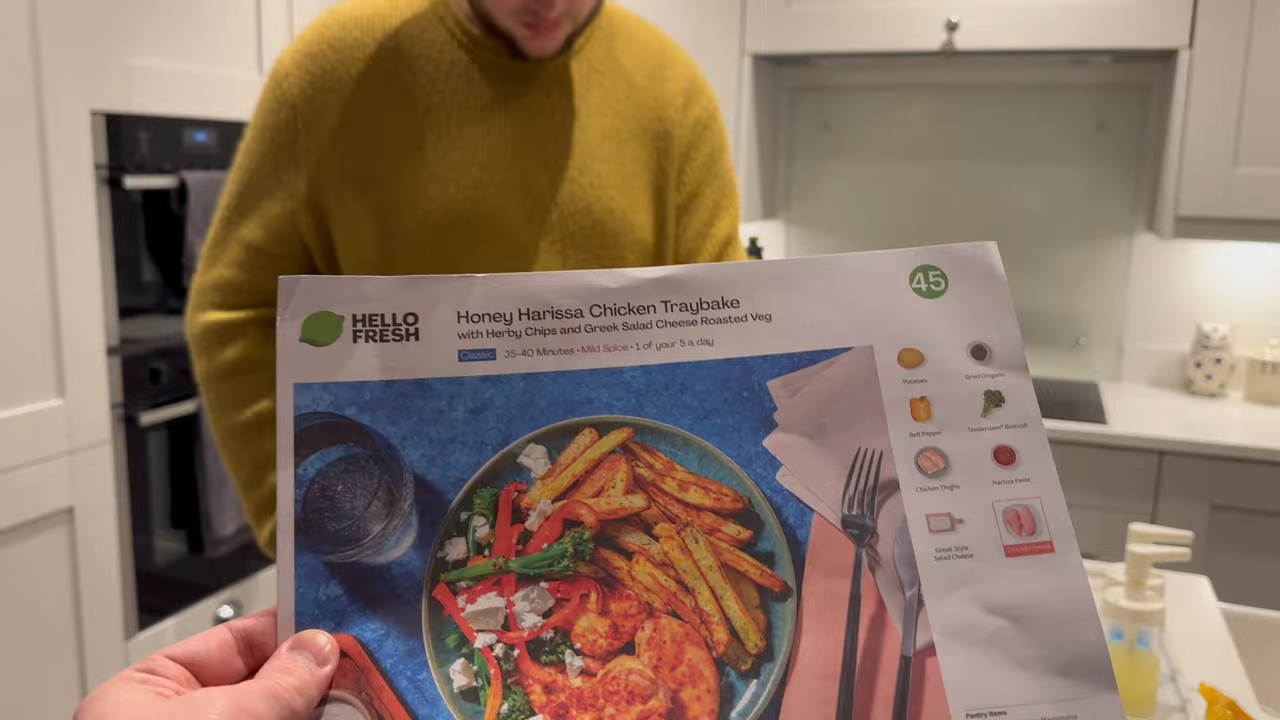 HELLO
FRESH
Honey Harissa Chicken Traybake
with Herby Chips and Greek Salad Cheese Roasted Veg
Classic 35-40 Minutes • Mild Spice • 1 of your 5 a day
45
Potatoes
Dried Oregano
Bell Pepper
Tenderstem® Broccoli
Chicken Thighs
Harissa Paste
Greek Style
Salad Cheese
Chicken Breast
Pantry Items